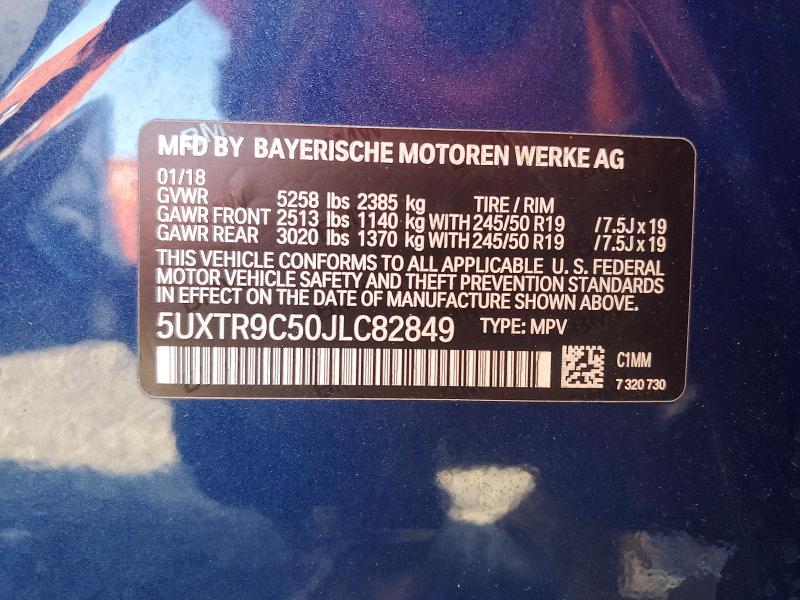 MFD BY BAYERISCHE MOTOREN WERKE AG
01/18
GVWR 5258 lbs 2385 kg TIRE / RIM
GAWR FRONT 2513 lbs 1140 kg WITH 245/50 R19 / 7.5J x 19
GAWR REAR 3020 lbs 1370 kg WITH 245/50 R19 / 7.5J x 19
THIS VEHICLE CONFORMS TO ALL APPLICABLE U. S. FEDERAL
MOTOR VEHICLE SAFETY AND THEFT PREVENTION STANDARDS
IN EFFECT ON THE DATE OF MANUFACTURE SHOWN ABOVE.
5UXTR9C50JLC82849 TYPE: MPV
C1MM
7 320 730